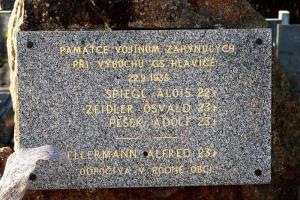 PAMÁTCE VOJÍNŮM ZAHYNULÝCH
PŘI VÝBUCHU GS HLAVICE
22.9.1936
SPIEGL ALOIS 22r
ZEIDLER OSVALD 23r
PEŠEK ADOLF 23r
ELLERMANN ALFRED 23r
ODPOČÍVÁ V RODNÉ OBCI